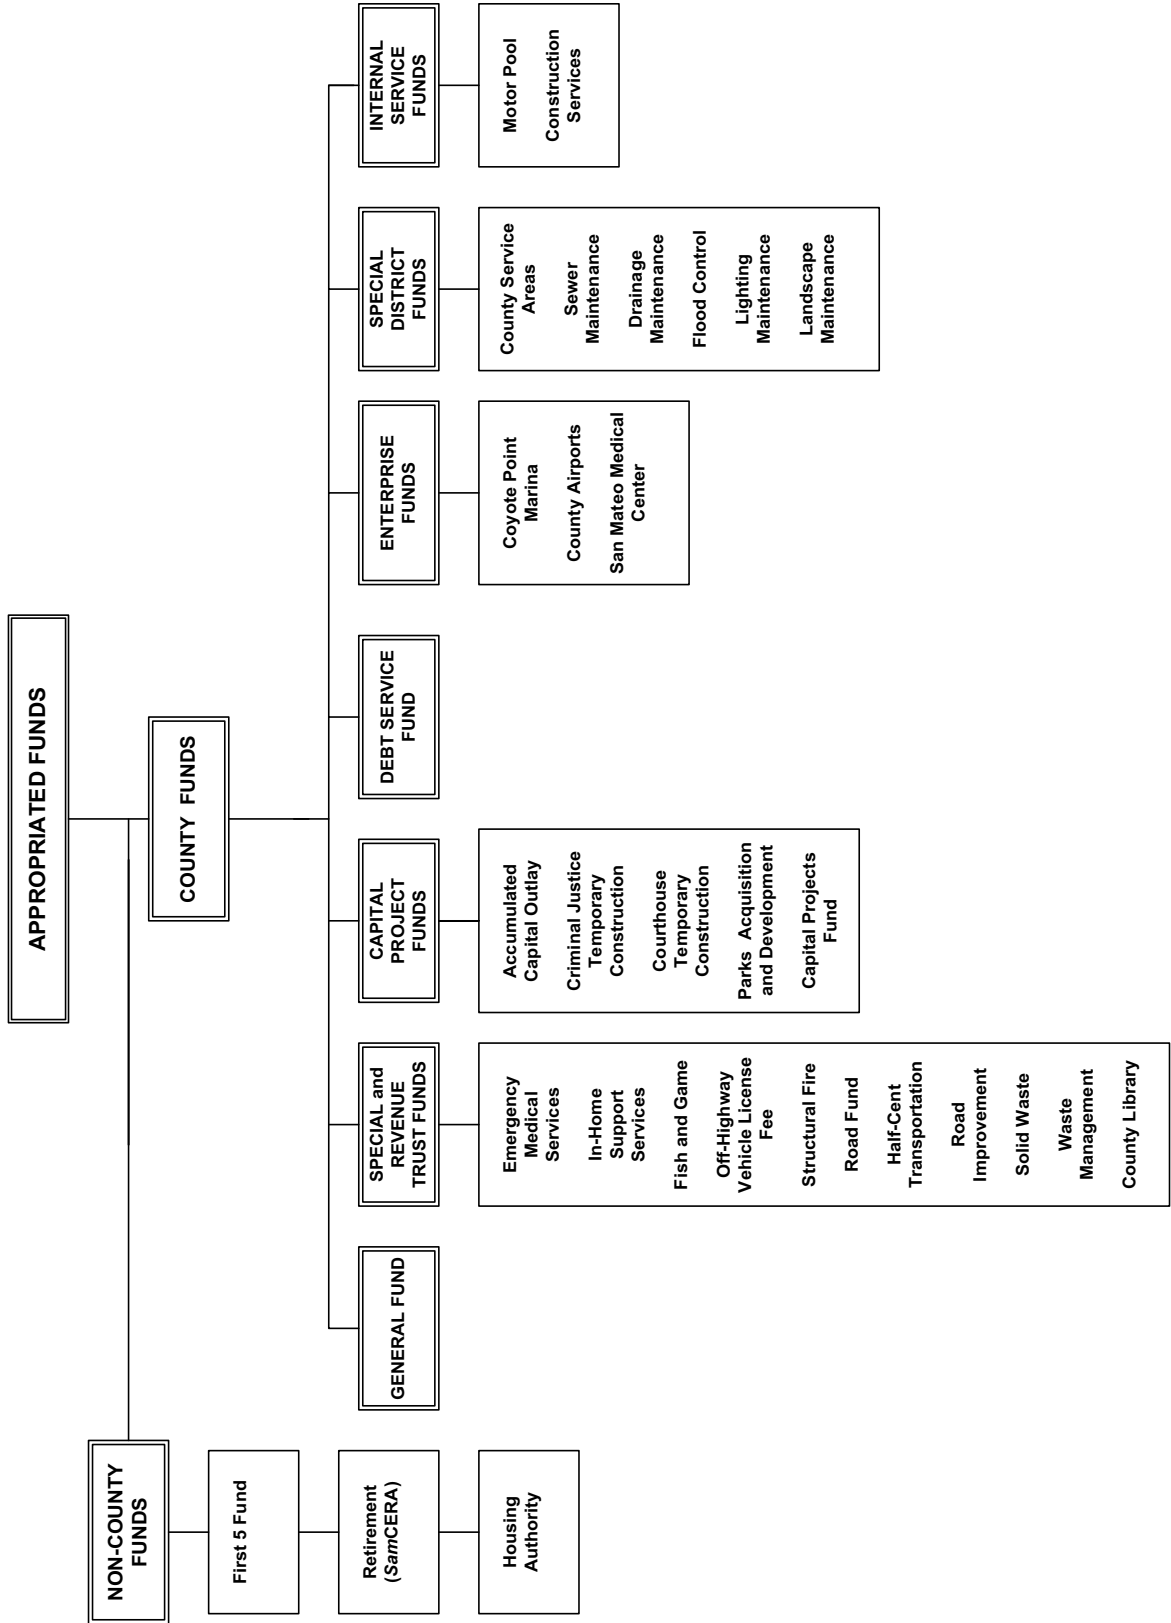 APPROPRIATED FUNDS
NON-COUNTY
FUNDS
First 5 Fund
Retirement
(SamCERA)
Housing
Authority
COUNTY FUNDS
GENERAL FUND
SPECIAL and
REVENUE
TRUST FUNDS
Emergency
Medical
Services
In-Home
Support
Services
Fish and Game
Off-Highway
Vehicle License
Fee
Structural Fire
Road Fund
Half-Cent
Transportation
Road
Improvement
Solid Waste
Waste
Management
County Library
CAPITAL
PROJECT
FUNDS
Accumulated
Capital Outlay
Criminal Justice
Temporary
Construction
Courthouse
Temporary
Construction
Parks Acquisition
and Development
Capital Projects
Fund
DEBT SERVICE
FUND
ENTERPRISE
FUNDS
Coyote Point
Marina
County Airports
San Mateo Medical
Center
SPECIAL
DISTRICT
FUNDS
County Service
Areas
Sewer
Maintenance
Drainage
Maintenance
Flood Control
Lighting
Maintenance
Landscape
Maintenance
INTERNAL
SERVICE
FUNDS
Motor Pool
Construction
Services